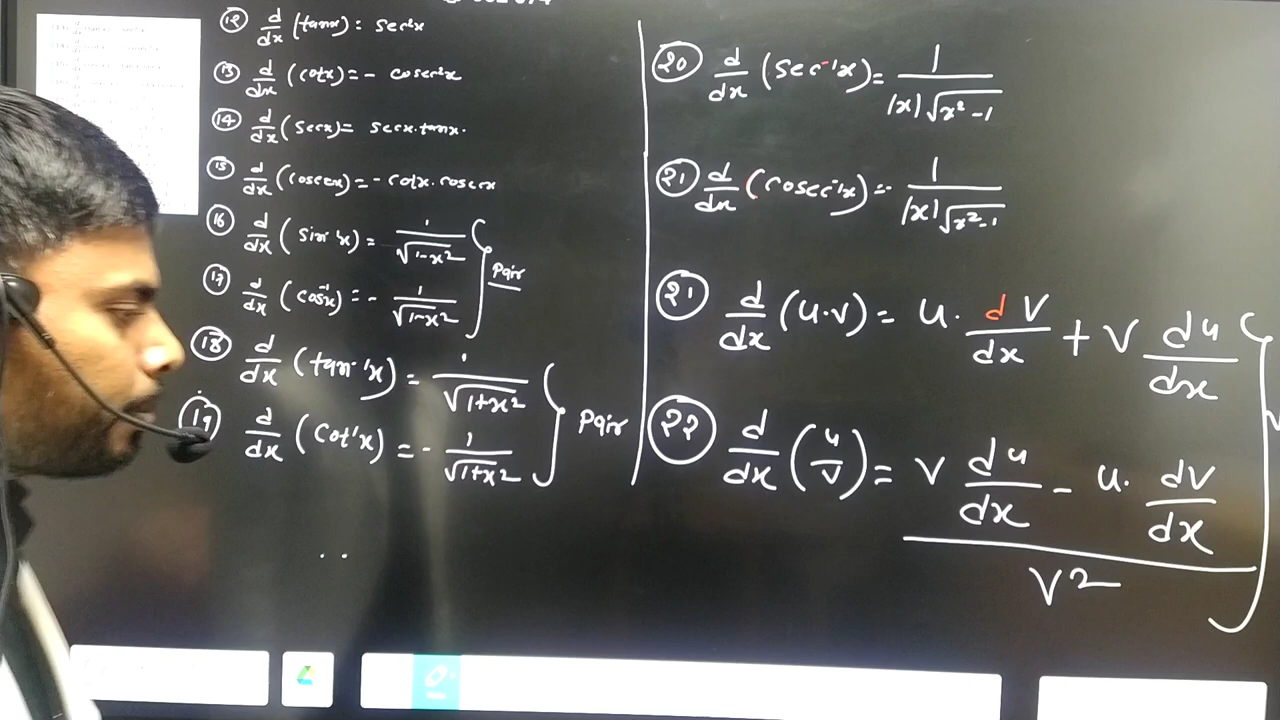 (12) d/dx (tanx) = sec²x
(13) d/dx (cotx) = - cosec²x
(14) d/dx (secx) = secx.tanx.
(15) d/dx (cosecx) = - cotx.cosecx
(16) d/dx (sin⁻¹x) = 1/√1-x²
Pair
(17) d/dx (cos⁻¹x) = - 1/√1-x²
(18) d/dx (tan⁻¹x) = 1/√1+x²
Pair
(19) d/dx (cot⁻¹x) = - 1/√1+x²
(20) d/dx (sec⁻¹x) = 1/|x|√x²-1
(21) d/dx (cosec⁻¹x) = - 1/|x|√x²-1
(21) d/dx (u.v) = u. dv/dx + v du/dx
(22) d/dx (u/v) = v du/dx - u. dv/dx / v²